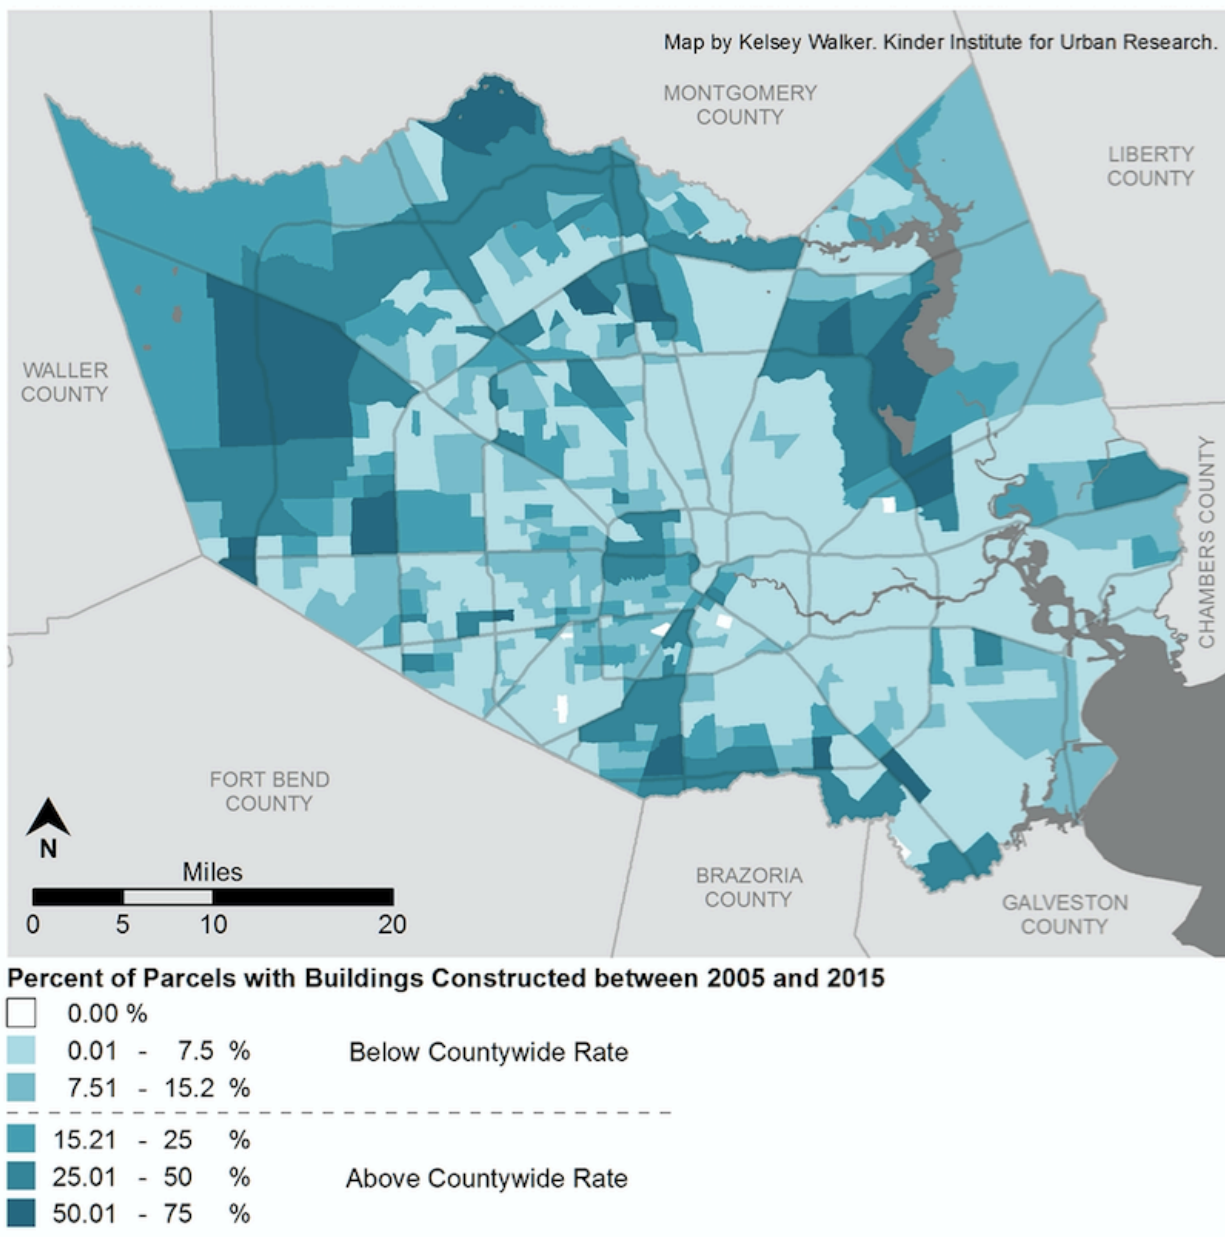 Map by Kelsey Walker. Kinder Institute for Urban Research.
MONTGOMERY
COUNTY
LIBERTY
COUNTY
WALLER
COUNTY
CHAMBERS COUNTY
FORT BEND
COUNTY
N
Miles
0 5 10 20
BRAZORIA
COUNTY
GALVESTON
COUNTY
Percent of Parcels with Buildings Constructed between 2005 and 2015
0.00 %
0.01 - 7.5 % Below Countywide Rate
7.51 - 15.2 %
15.21 - 25 %
25.01 - 50 % Above Countywide Rate
50.01 - 75 %